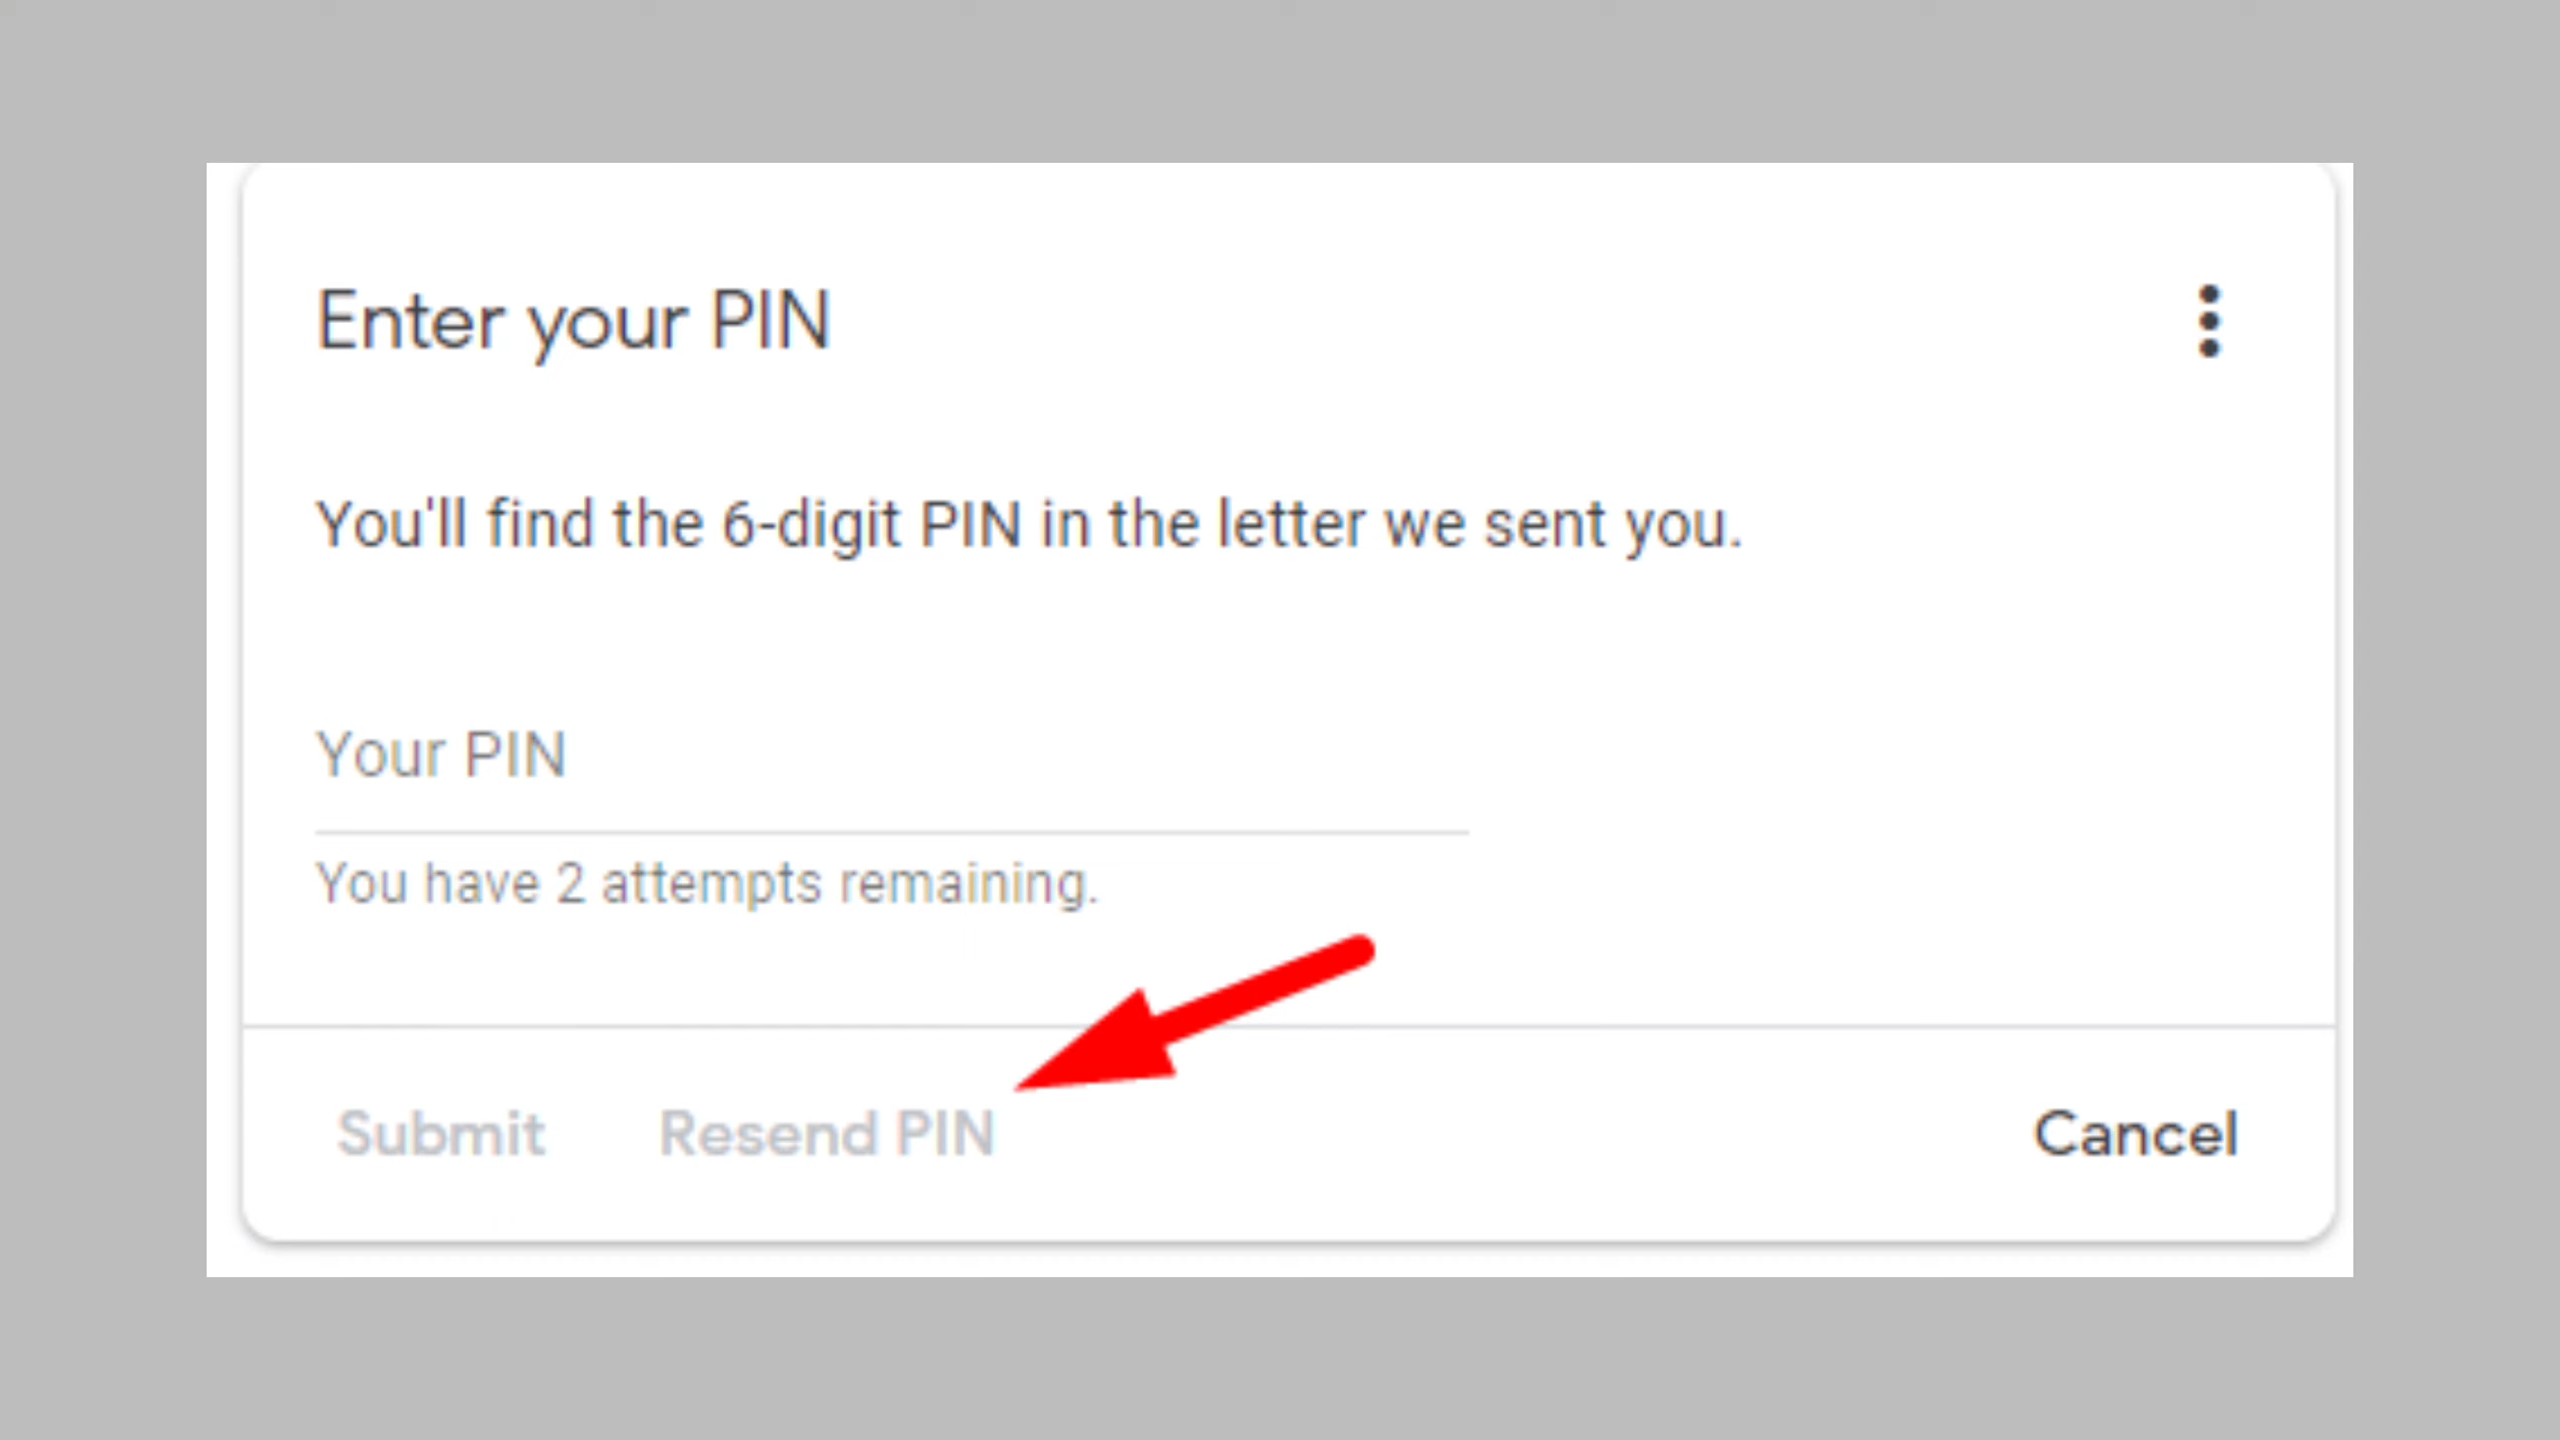 Enter your PIN
You'll find the 6-digit PIN in the letter we sent you.
Your PIN
You have 2 attempts remaining.
Submit Resend PIN Cancel